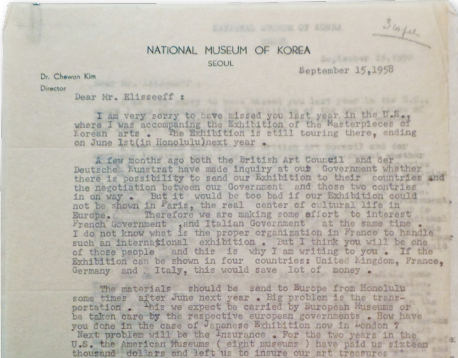 NATIONAL MUSEUM OF KOREA
SEOUL
September 15,1958
Dr. Chewon Kim
Director
Dear Mr. Elisseeff :
I am very sorry to have missed you last year in the U.S.,
where I was accompanying the Exhibition of the Masterpieces of
Korean arts . The Exhibition is still touring there, ending
on June 1st(in Honolulu)next year .
A few months ago both the British Art Council and der
Deutsche Kunstrat have made inquiry at our Government whether
there is possibility to send our Exhibition to their countries and
the negotiation between our Government and those two contries
in on way . But it would be too bad if our Exhibition could
not be shown in Paris, the real center of cultural life in
Europe. Therefore we are making some effort to interest
French Government and Italian Government at the same time .
I do not know what is the proper organization in France to handle
such an international exhibition . But I think you will be one
of those people and this is why I am writing to you . If the
Exhibition can be shown in four countries: United Kingdom, France,
Germany and Italy, this would save lot of money .
The materials should be send to Europe from Honolulu
some times after June next year . Big problem is the trans-
portation . This we expect be carried by European Museums or
be taken care by the respective european governments . How have
you done in the case of Japanese Exhibition now in London ?
Next problem will be the insurance . For the two years in the
U.S. the American Museums ( eight museums ) have paid us sixteen
thousand dollars and left us to insure our art treasures